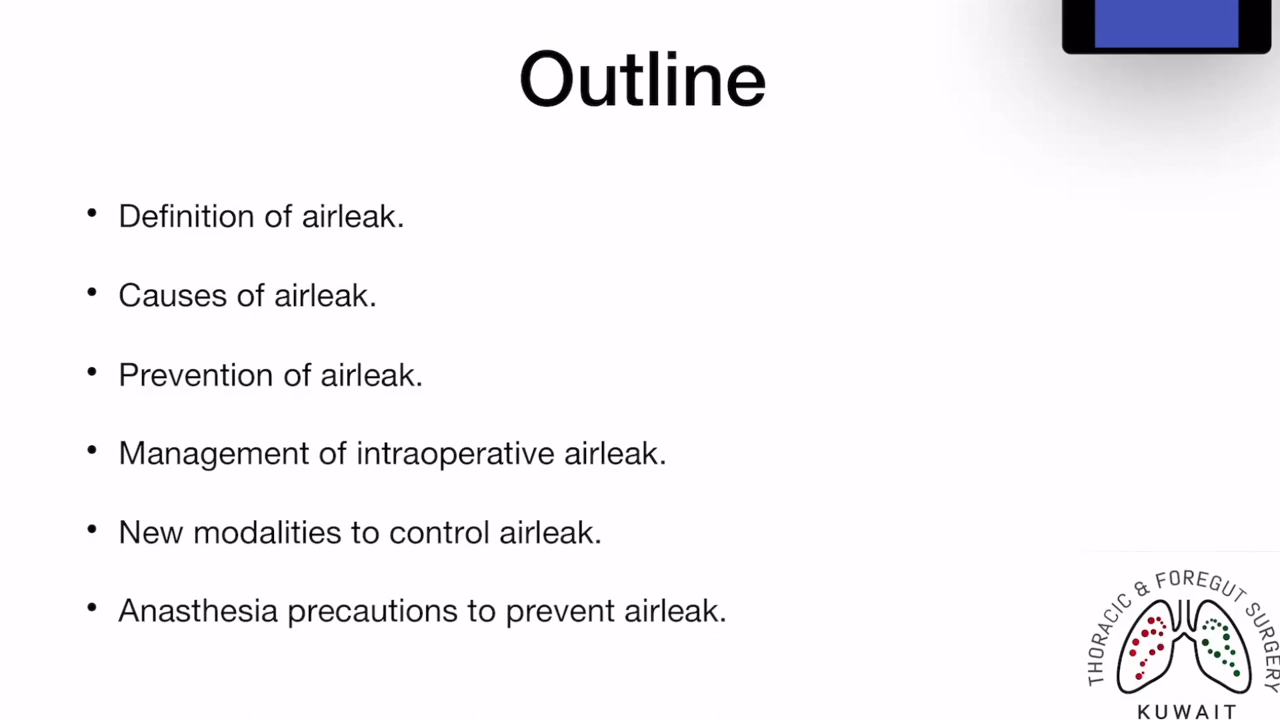 Outline
• Definition of airleak.
• Causes of airleak.
• Prevention of airleak.
• Management of intraoperative airleak.
• New modalities to control airleak.
• Anasthesia precautions to prevent airleak.
THORACIC & FOREGUT SURGERY
KUWAIT